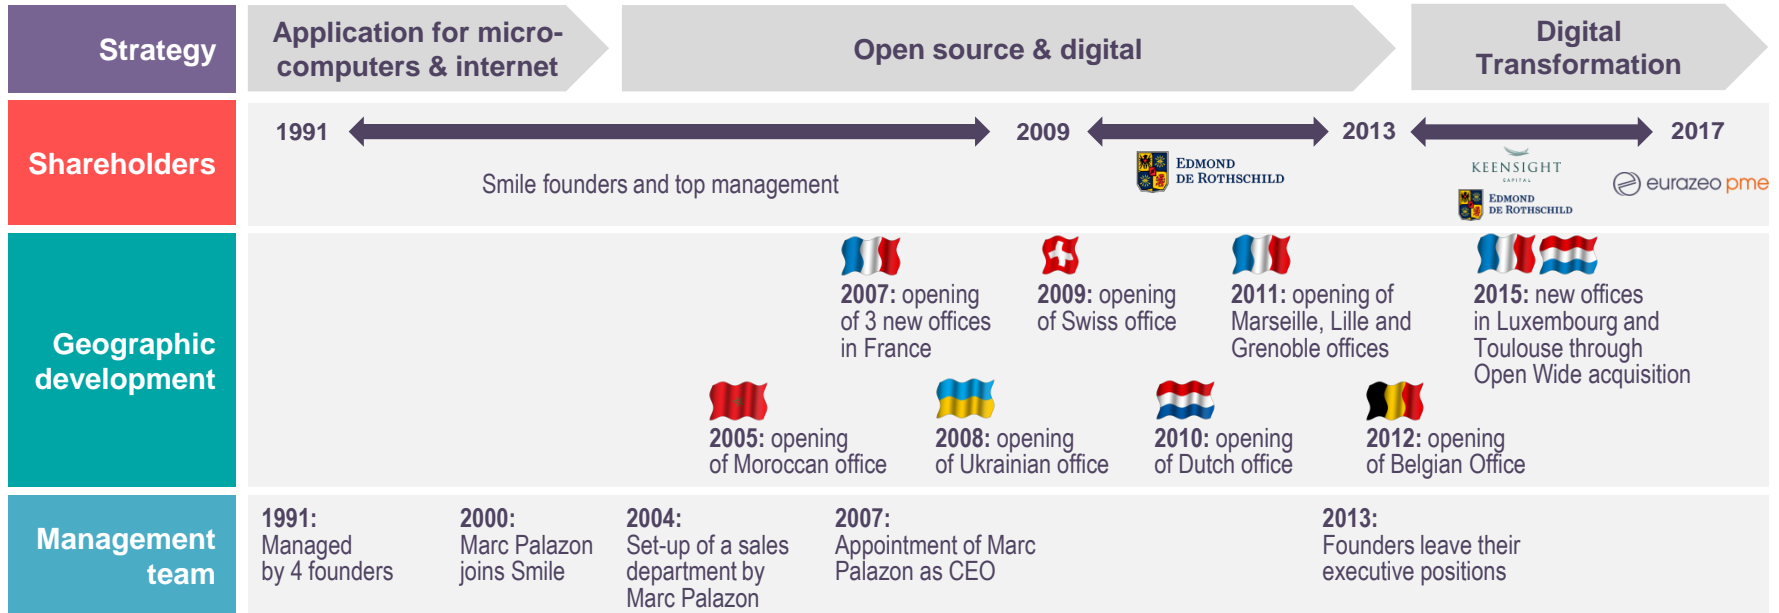 Strategy
Application for micro-
computers & internet
Open source & digital
Digital
Transformation
Shareholders
1991
2009
2013
2017
Smile founders and top management
EDMOND
DE ROTHSCHILD
KEENSIGHT
CAPITAL
EDMOND
DE ROTHSCHILD
eurazeo pme
Geographic
development
2007: opening
of 3 new offices
in France
2009: opening
of Swiss office
2011: opening of
Marseille, Lille and
Grenoble offices
2015: new offices
in Luxembourg and
Toulouse through
Open Wide acquisition
2005: opening
of Moroccan office
2008: opening
of Ukrainian office
2010: opening
of Dutch office
2012: opening
of Belgian Office
Management
team
1991:
Managed
by 4 founders
2000:
Marc Palazon
joins Smile
2004:
Set-up of a sales
department by
Marc Palazon
2007:
Appointment of Marc
Palazon as CEO
2013:
Founders leave their
executive positions